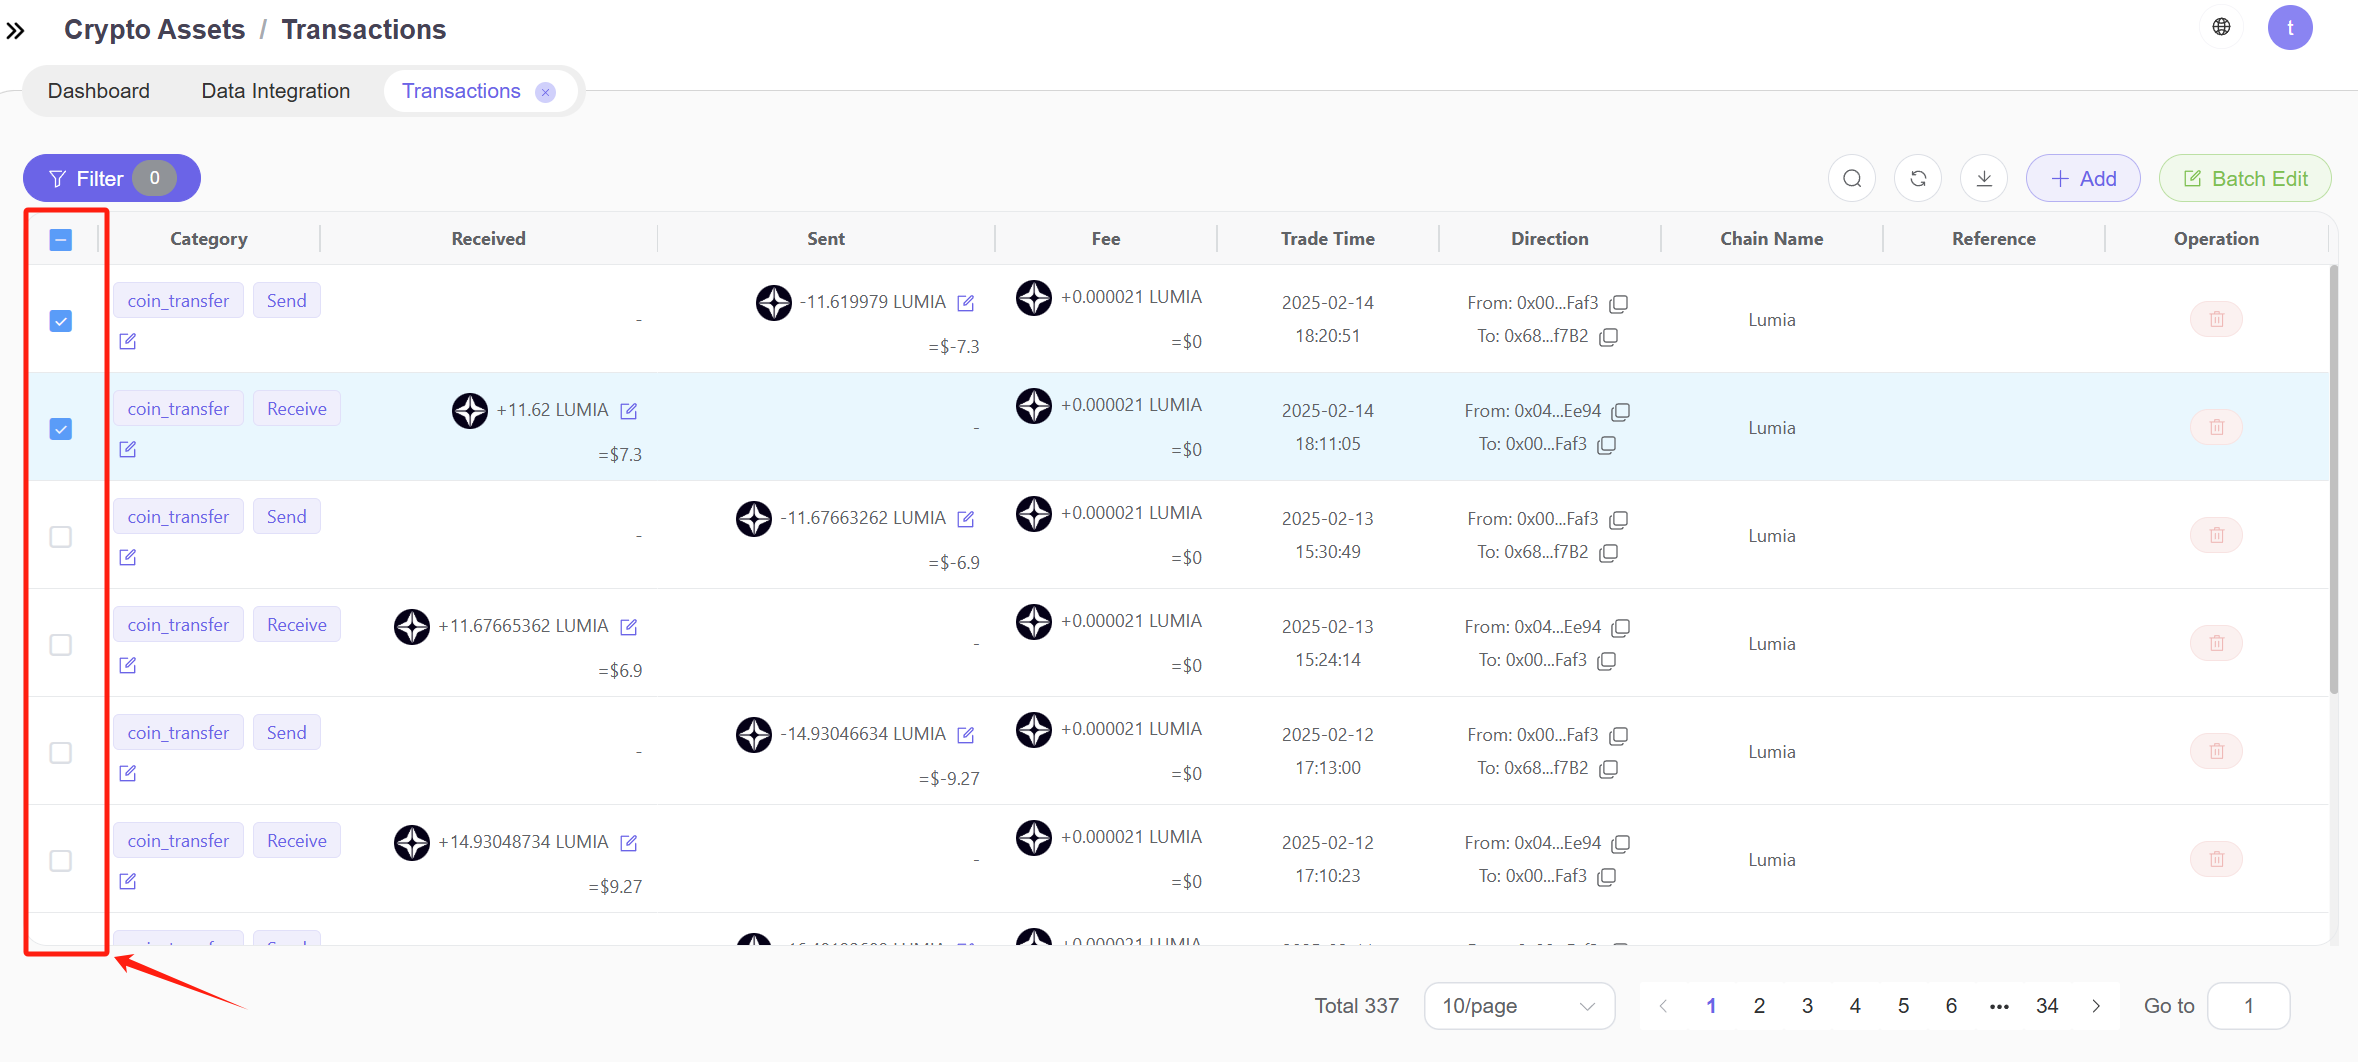 Crypto Assets / Transactions
t
Dashboard Data Integration Transactions
Filter 0
Add Batch Edit
Category Received Sent Fee Trade Time Direction Chain Name Reference Operation
coin_transfer Send - -11.619979 LUMIA +0.000021 LUMIA 2025-02-14 From: 0x00...Faf3 Lumia
=$-7.3 =$0 18:20:51 To: 0x68...f7B2
coin_transfer Receive +11.62 LUMIA - +0.000021 LUMIA 2025-02-14 From: 0x04...Ee94 Lumia
=$7.3 =$0 18:11:05 To: 0x00...Faf3
coin_transfer Send - -11.67663262 LUMIA +0.000021 LUMIA 2025-02-13 From: 0x00...Faf3 Lumia
=$-6.9 =$0 15:30:49 To: 0x68...f7B2
coin_transfer Receive +11.67665362 LUMIA - +0.000021 LUMIA 2025-02-13 From: 0x04...Ee94 Lumia
=$6.9 =$0 15:24:14 To: 0x00...Faf3
coin_transfer Send - -14.93046634 LUMIA +0.000021 LUMIA 2025-02-12 From: 0x00...Faf3 Lumia
=$-9.27 =$0 17:13:00 To: 0x68...f7B2
coin_transfer Receive +14.93048734 LUMIA - +0.000021 LUMIA 2025-02-12 From: 0x04...Ee94 Lumia
=$9.27 =$0 17:10:23 To: 0x00...Faf3
Total 337 10/page 1 2 3 4 5 6 ••• 34 Go to 1